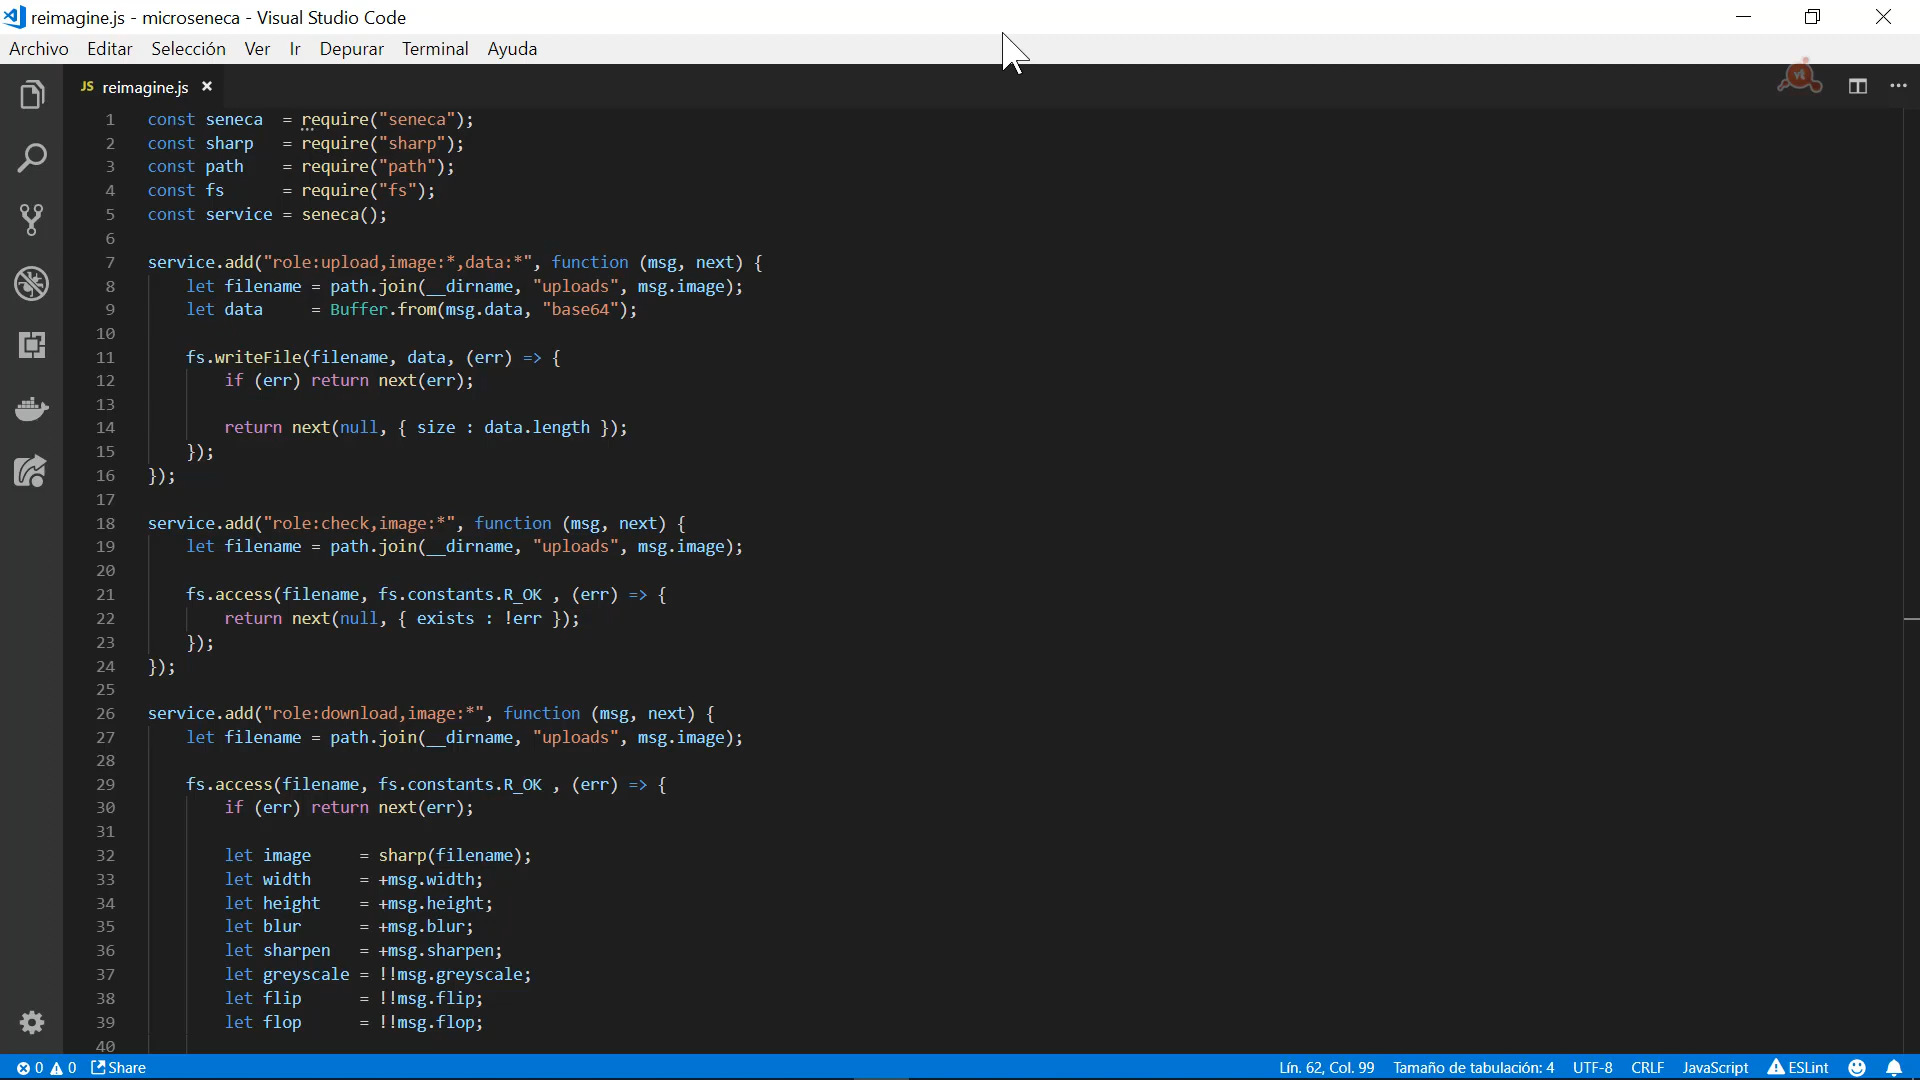 reimagine.js - microseneca - Visual Studio Code
Archivo Editar Selección Ver Ir Depurar Terminal Ayuda
JS reimagine.js ×
vt
1 const seneca  = require("seneca");
2 const sharp   = require("sharp");
3 const path    = require("path");
4 const fs      = require("fs");
5 const service = seneca();
6
7 service.add("role:upload,image:*,data:*", function (msg, next) {
8     let filename = path.join(__dirname, "uploads", msg.image);
9     let data     = Buffer.from(msg.data, "base64");
10
11     fs.writeFile(filename, data, (err) => {
12         if (err) return next(err);
13
14         return next(null, { size : data.length });
15     });
16 });
17
18 service.add("role:check,image:*", function (msg, next) {
19     let filename = path.join(__dirname, "uploads", msg.image);
20
21     fs.access(filename, fs.constants.R_OK , (err) => {
22         return next(null, { exists : !err });
23     });
24 });
25
26 service.add("role:download,image:*", function (msg, next) {
27     let filename = path.join(__dirname, "uploads", msg.image);
28
29     fs.access(filename, fs.constants.R_OK , (err) => {
30         if (err) return next(err);
31
32         let image     = sharp(filename);
33         let width     = +msg.width;
34         let height    = +msg.height;
35         let blur      = +msg.blur;
36         let sharpen   = +msg.sharpen;
37         let greyscale = !!msg.greyscale;
38         let flip      = !!msg.flip;
39         let flop      = !!msg.flop;
40
0 0 Share Lín. 62, Col. 99 Tamaño de tabulación: 4 UTF-8 CRLF JavaScript ESLint